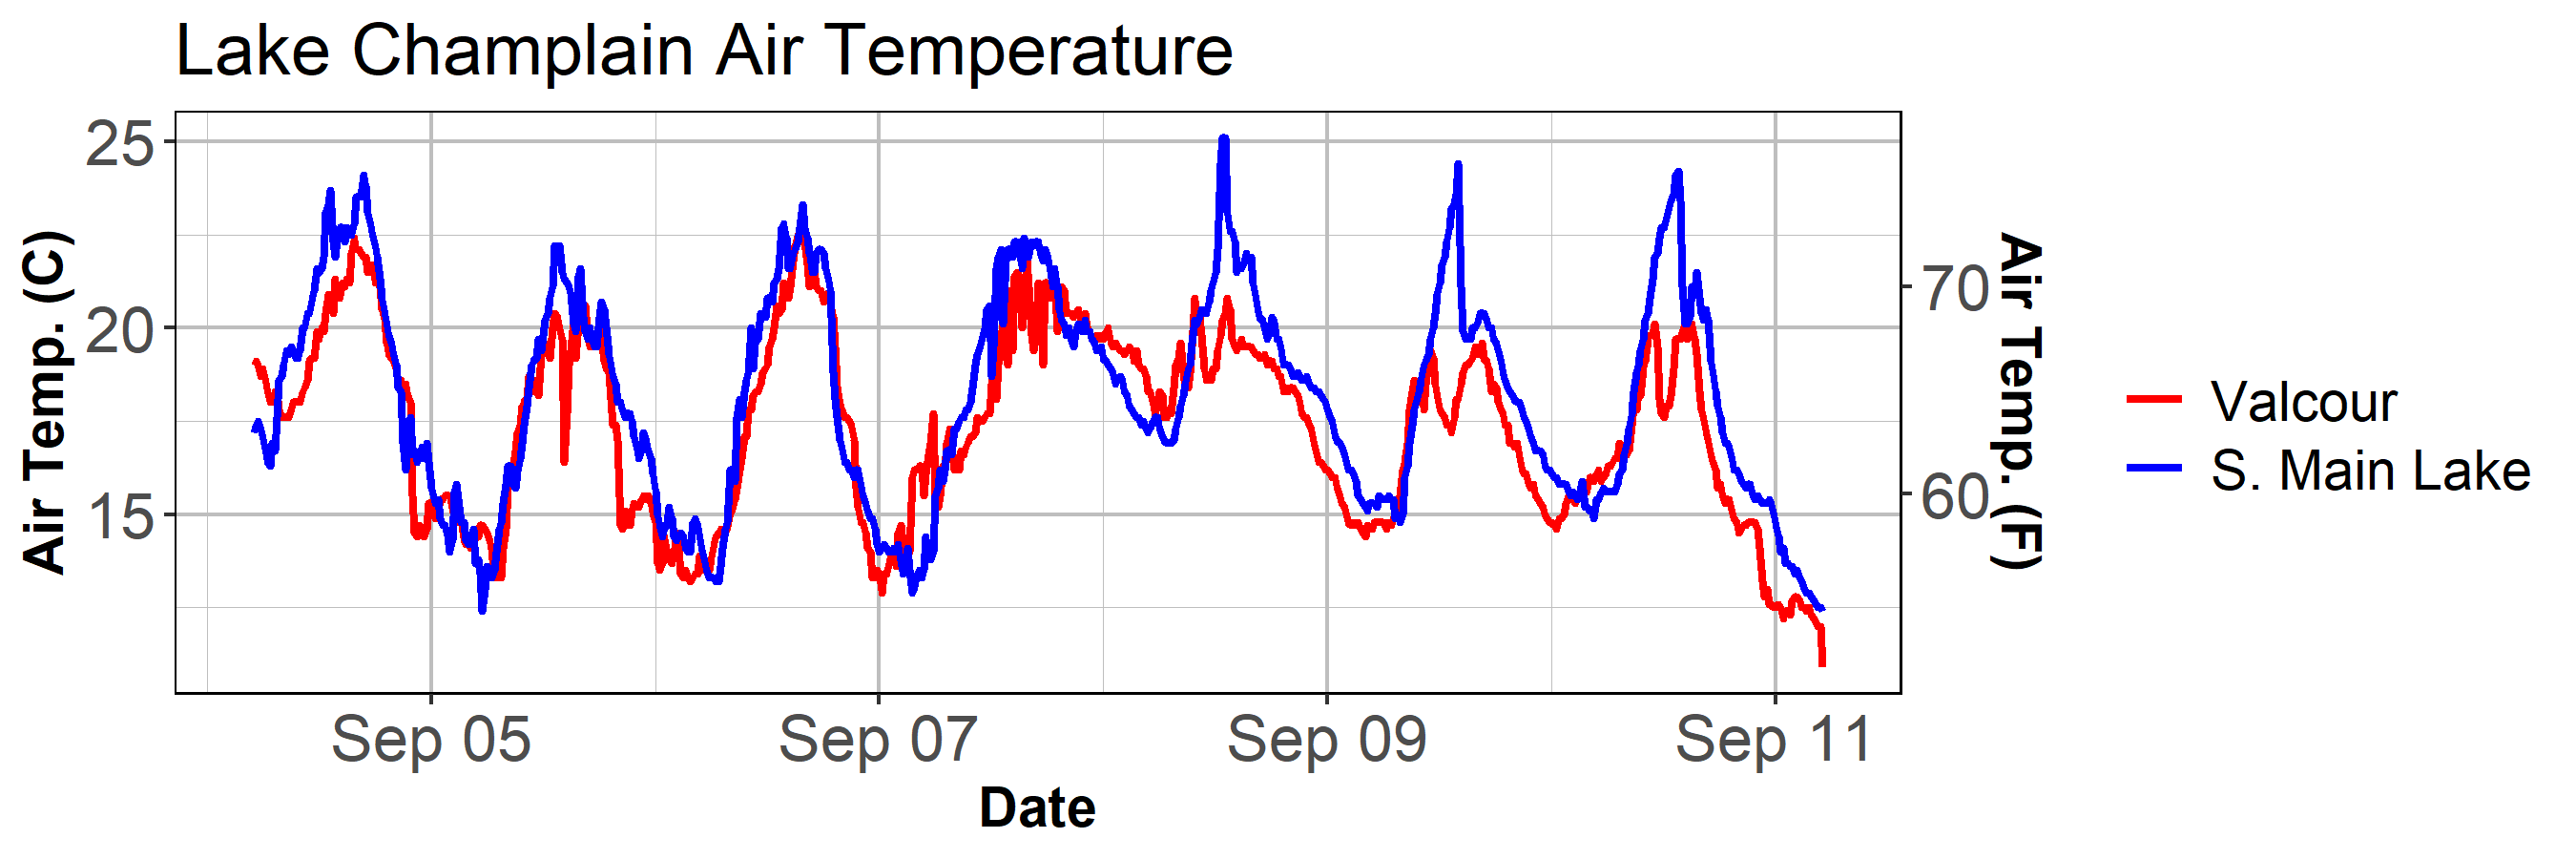 Lake Champlain Air Temperature
Air Temp. (C)
25
20
15
70
60
Air Temp. (F)
Sep 05
Sep 07
Sep 09
Sep 11
Date
Valcour
S. Main Lake